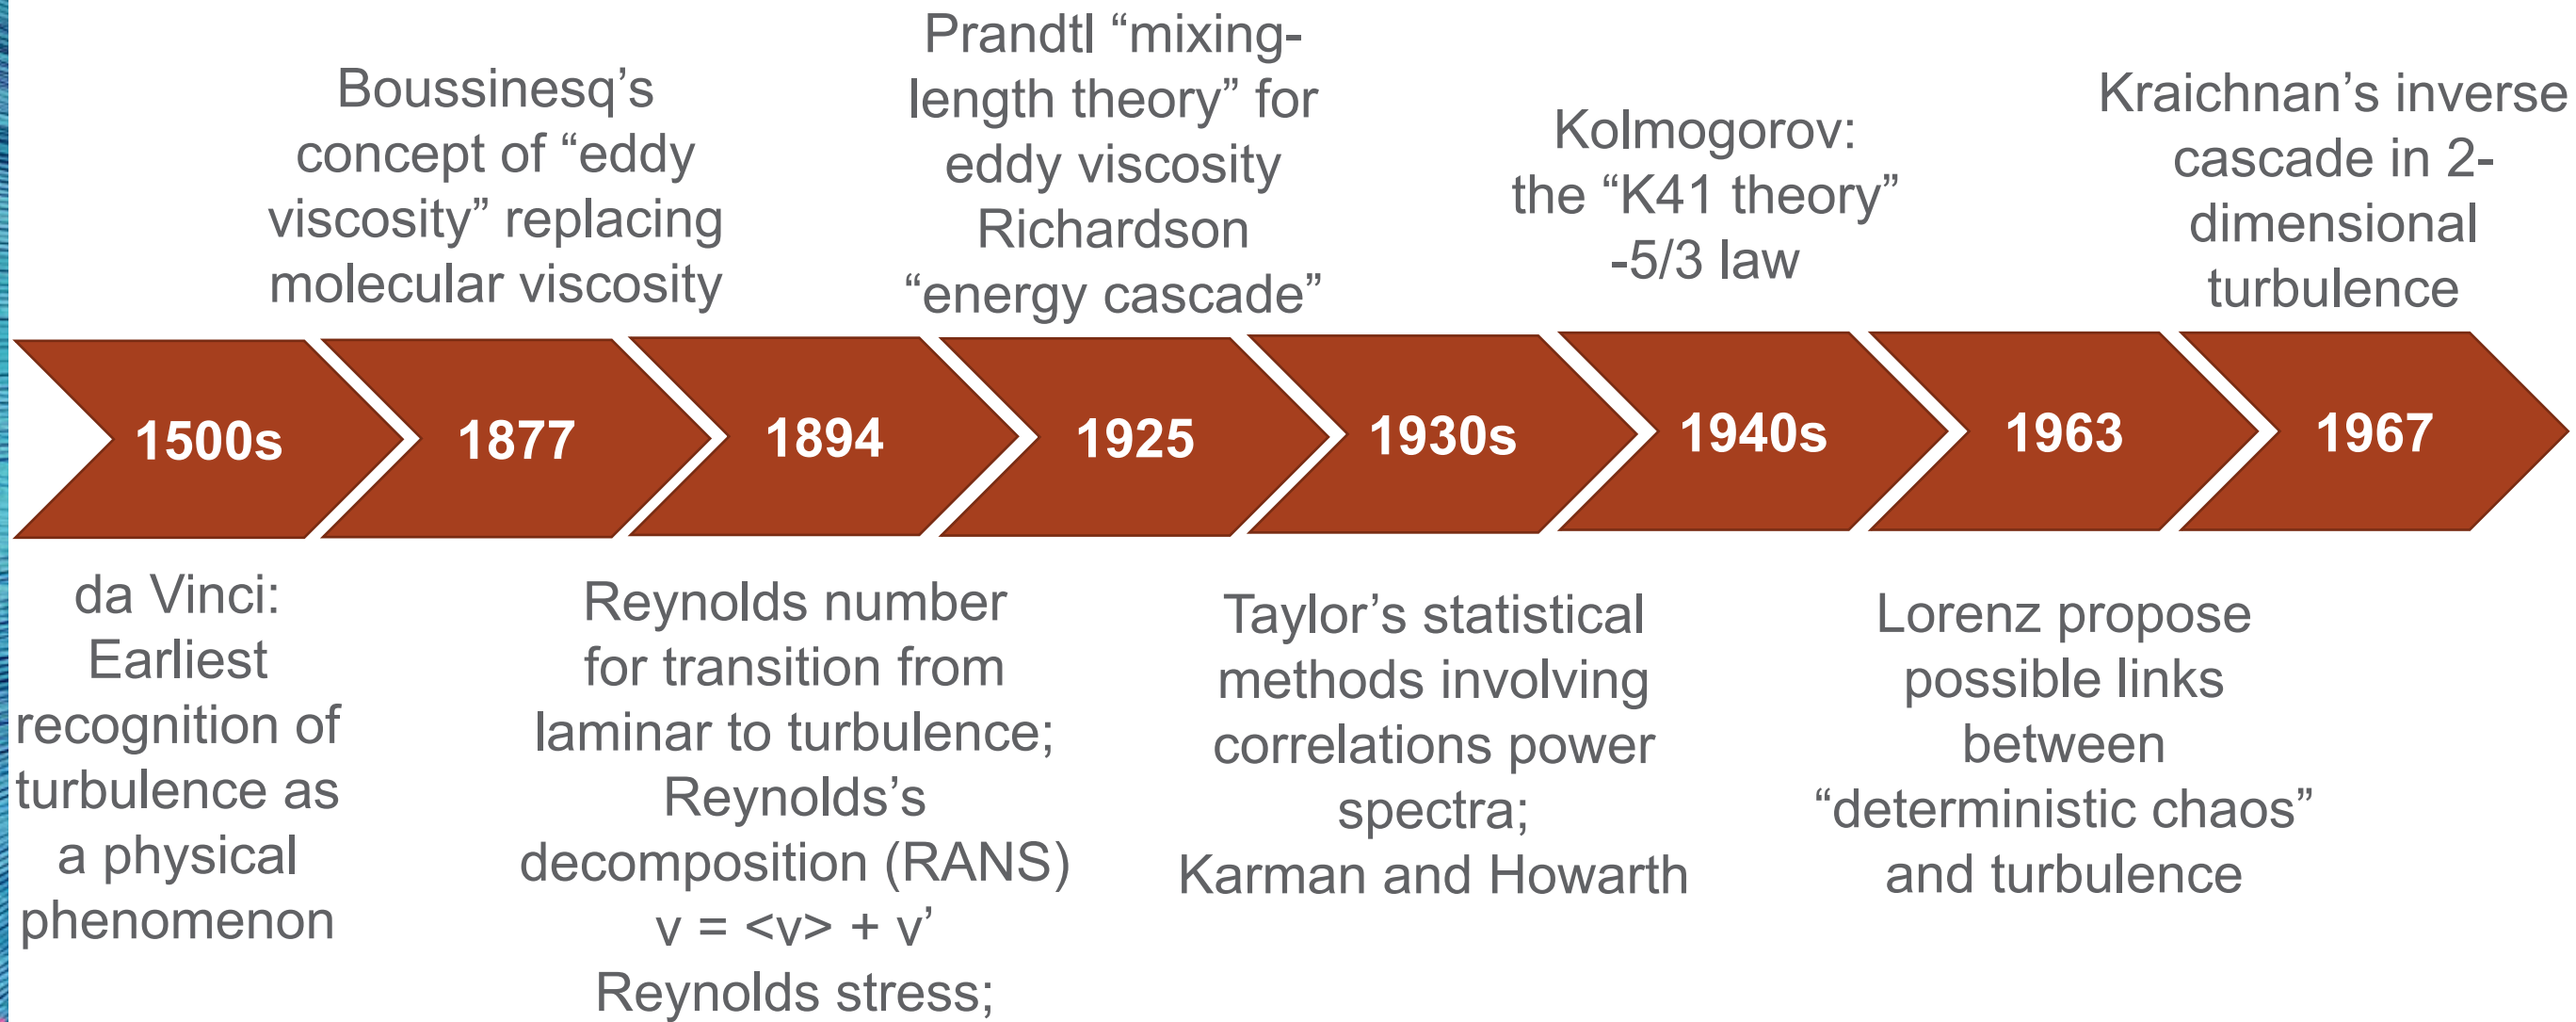 Boussinesq’s
concept of “eddy
viscosity” replacing
molecular viscosity
Prandtl “mixing-
length theory” for
eddy viscosity
Richardson
“energy cascade”
Kolmogorov:
the “K41 theory”
-5/3 law
Kraichnan’s inverse
cascade in 2-
dimensional
turbulence
1500s
1877
1894
1925
1930s
1940s
1963
1967
da Vinci:
Earliest
recognition of
turbulence as
a physical
phenomenon
Reynolds number
for transition from
laminar to turbulence;
Reynolds’s
decomposition (RANS)
v = <v> + v’
Reynolds stress;
Taylor’s statistical
methods involving
correlations power
spectra;
Karman and Howarth
Lorenz propose
possible links
between
“deterministic chaos”
and turbulence